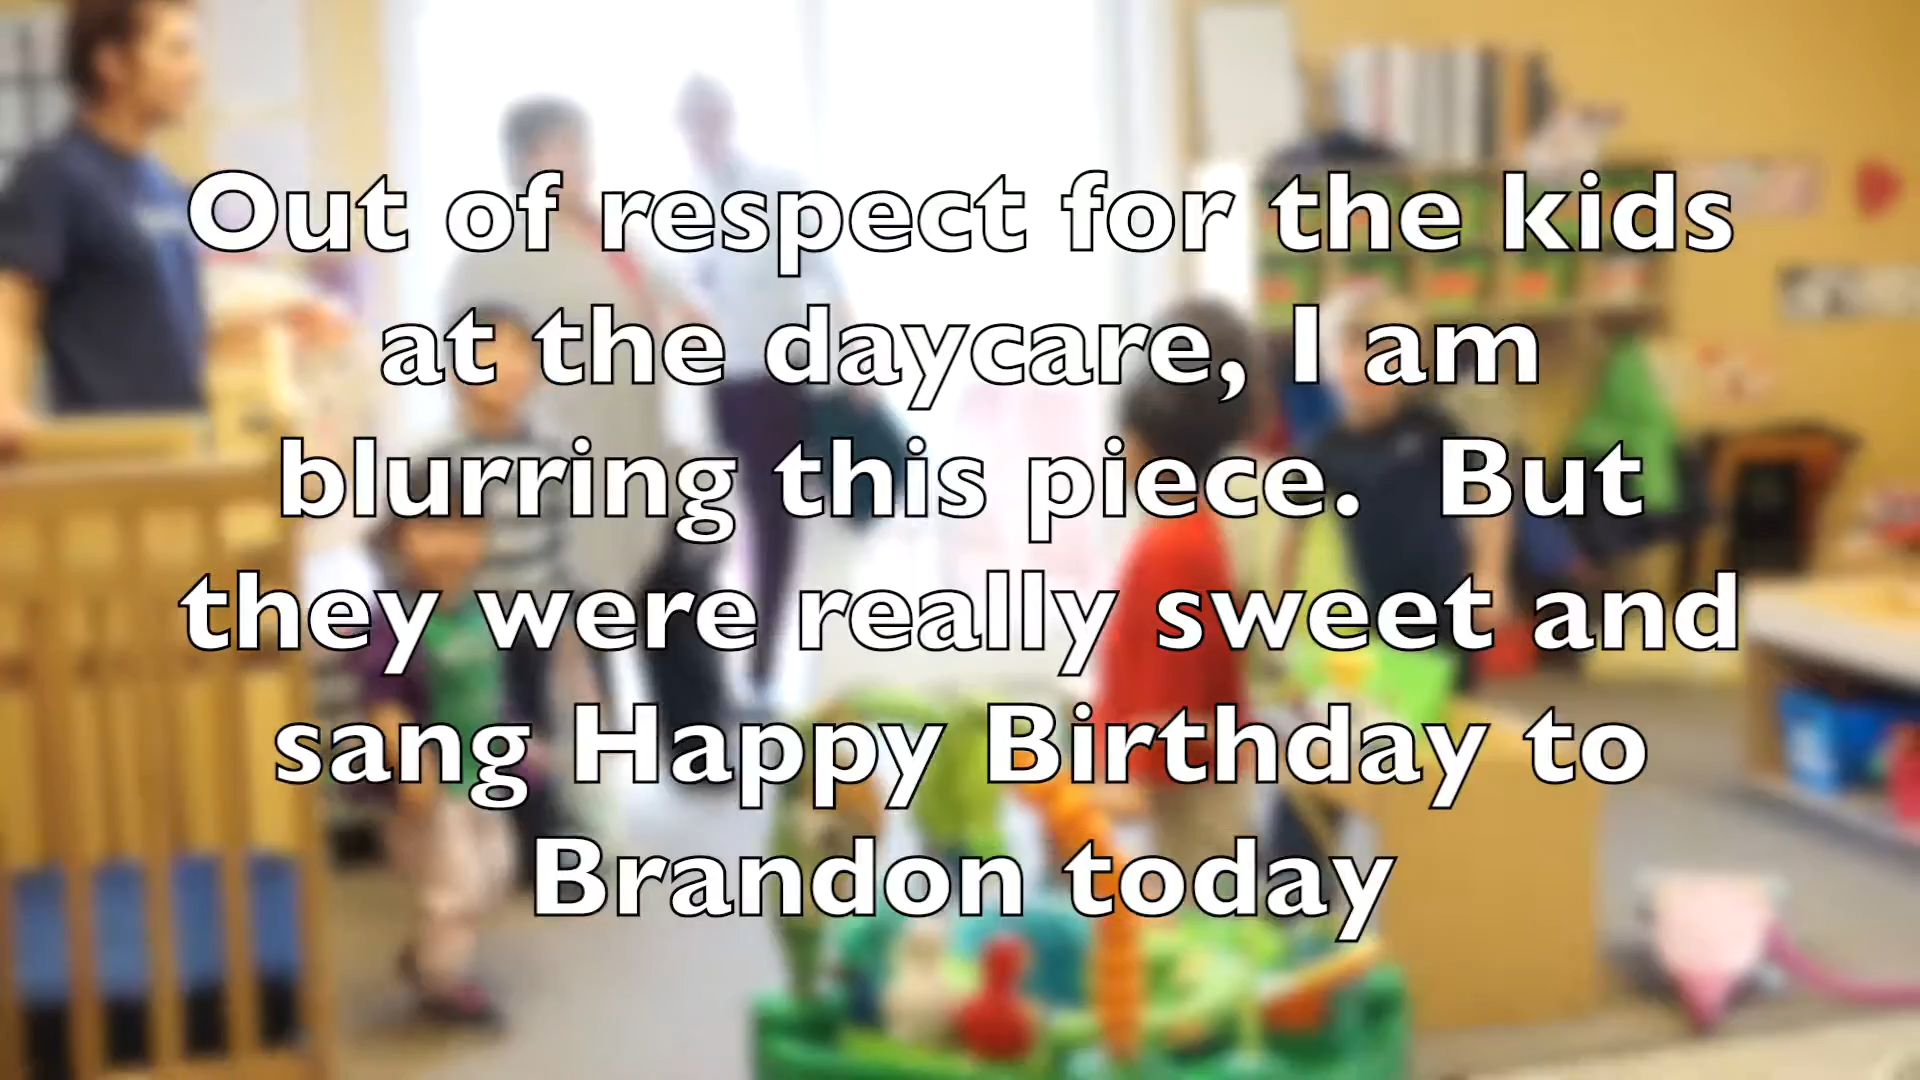 Out of respect for the kids
at the daycare, I am
blurring this piece.  But
they were really sweet and
sang Happy Birthday to
Brandon today